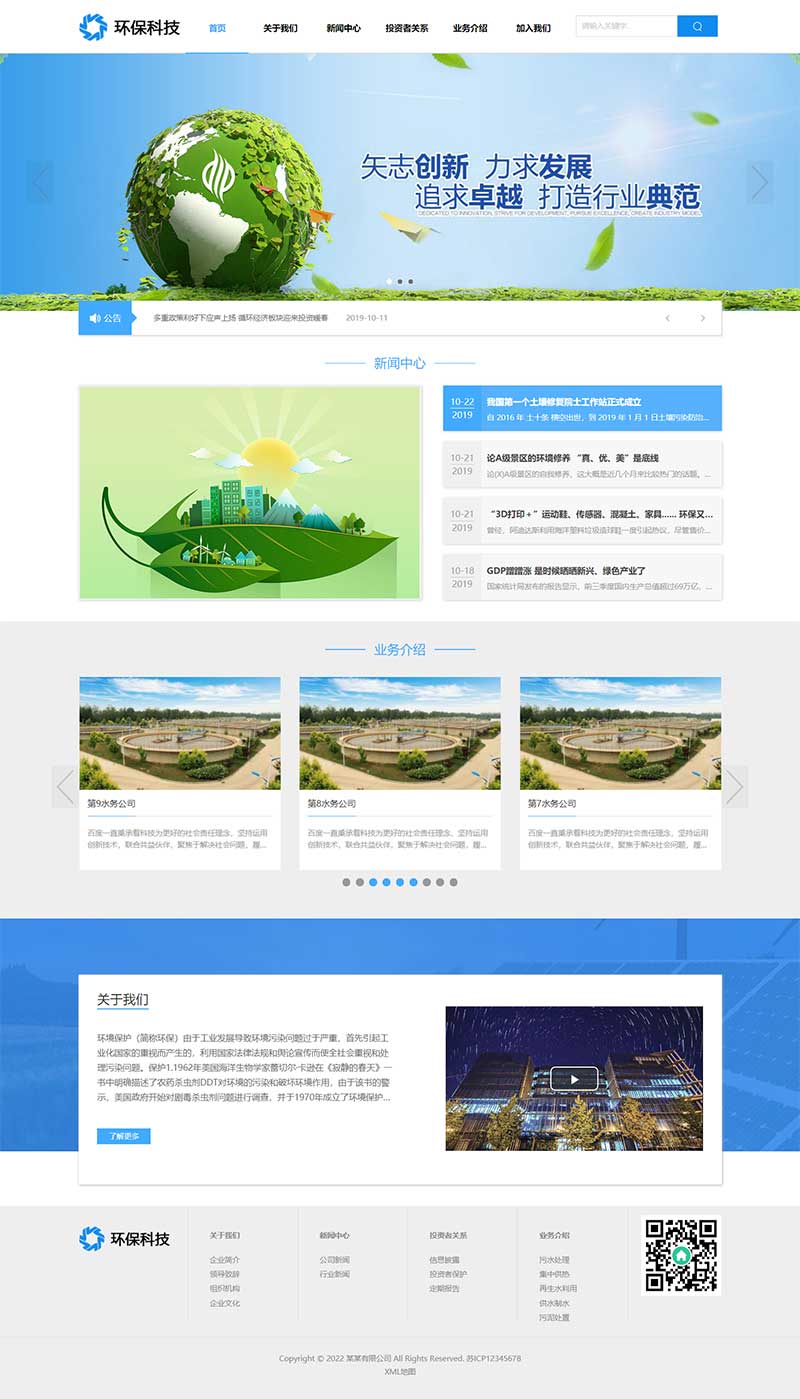 环保科技
首页 关于我们 新闻中心 投资者关系 业务介绍 加入我们
请输入关键字
矢志创新 力求发展
追求卓越 打造行业典范
DEDICATED TO INNOVATION, STRIVE FOR DEVELOPMENT, PURSUE EXCELLENCE, CREATE INDUSTRY MODEL
公告 多重政策利好下应声上扬 循环经济板块迎来投资暖春 2019-10-11
新闻中心
10-22
2019
我国第一个土壤修复院士工作站正式成立
自 2016 年 土十条 横空出世，到 2019 年 1 月 1 日土壤污染防治...
10-21
2019
论A级景区的环境修养 “真、优、美”是底线
论(X)A级景区的自我修养，这大概是近几个月来比较热门的话题。...
10-21
2019
“3D打印＋”运动鞋、传感器、混凝土、家具...... 环保又...
曾经，阿迪达斯利用海洋塑料垃圾造球鞋一度引起热议，尽管售价...
10-18
2019
GDP蹭蹭涨 是时候晒晒新兴、绿色产业了
国家统计局发布的报告显示，前三季度国内生产总值超过69万亿，...
业务介绍
第9水务公司
百度一直秉承着科技为更好的社会责任理念，坚持运用
创新技术，联合共益伙伴，聚焦于解决社会问题，履...
第8水务公司
百度一直秉承着科技为更好的社会责任理念，坚持运用
创新技术，联合共益伙伴，聚焦于解决社会问题，履...
第7水务公司
百度一直秉承着科技为更好的社会责任理念，坚持运用
创新技术，联合共益伙伴，聚焦于解决社会问题，履...
关于我们
环境保护（简称环保）由于工业发展导致环境污染问题过于严重，首先引起工
业化国家的重视而产生的，利用国家法律法规和舆论宣传而使全社会重视和处
理污染问题。保护1.1962年美国海洋生物学家蕾切尔·卡逊在《寂静的春天》一
书中明确描述了农药杀虫剂DDT对环境的污染和破坏环境作用，由于该书的警
示，美国政府开始对剧毒杀虫剂问题进行调查，并于1970年成立了环境保护...
了解更多
环保科技
关于我们
企业简介
领导致辞
组织机构
企业文化
新闻中心
公司新闻
行业新闻
投资者关系
信息披露
投资者保护
定期报告
业务介绍
污水处理
集中供热
再生水利用
供水制水
污泥处置
Copyright © 2022 某某有限公司 All Rights Reserved. 苏ICP12345678
XML地图